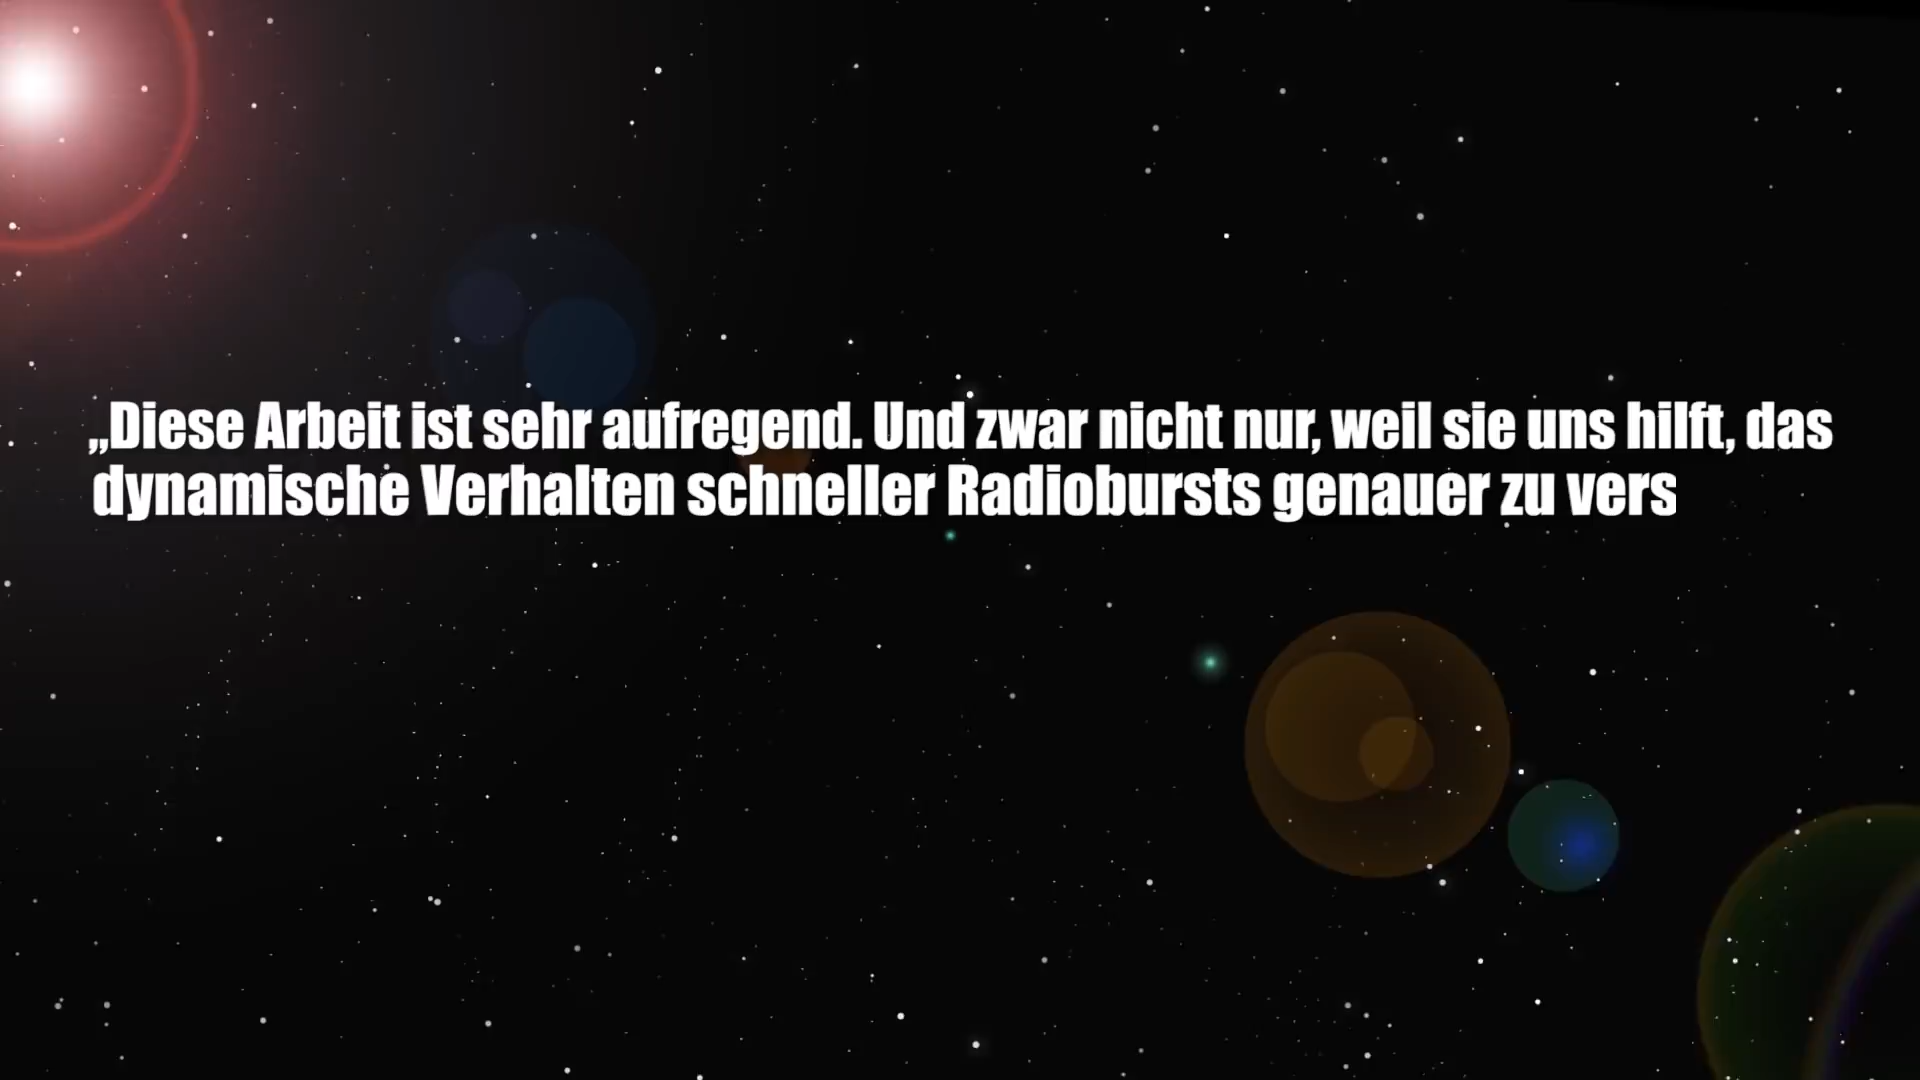 „Diese Arbeit ist sehr aufregend. Und zwar nicht nur, weil sie uns hilft, das
dynamische Verhalten schneller Radiobursts genauer zu vers